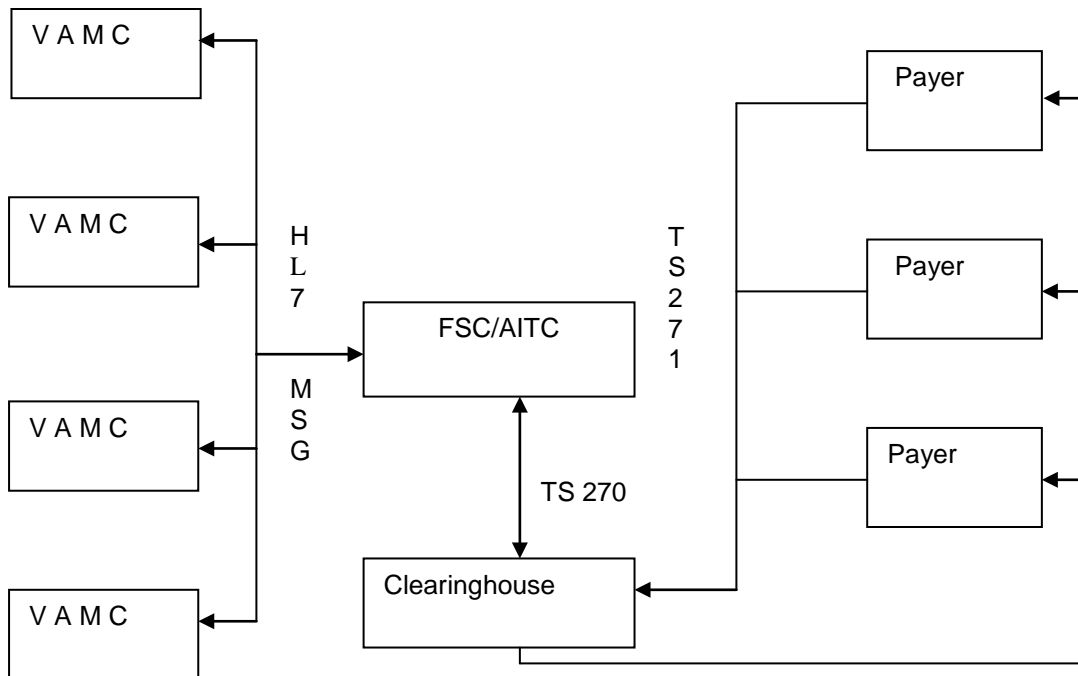 V A M C
V A M C
V A M C
V A M C
H
L
7
M
S
G
FSC/AITC
TS 270
Clearinghouse
T
S
2
7
1
Payer
Payer
Payer